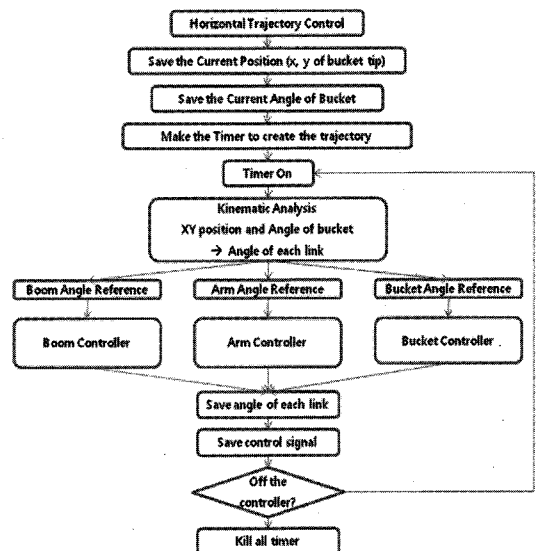 Horizontal Trajectory Control
Save the Current Position (x, y of bucket tip)
Save the Current Angle of Bucket
Make the Timer to create the trajectory
Timer On
Kinematic Analysis
XY position and Angle of bucket
→ Angle of each link
Boom Angle Reference
Arm Angle Reference
Bucket Angle Reference
Boom Controller
Arm Controller
Bucket Controller
Save angle of each link
Save control signal
Off the
controller?
Kill all timer